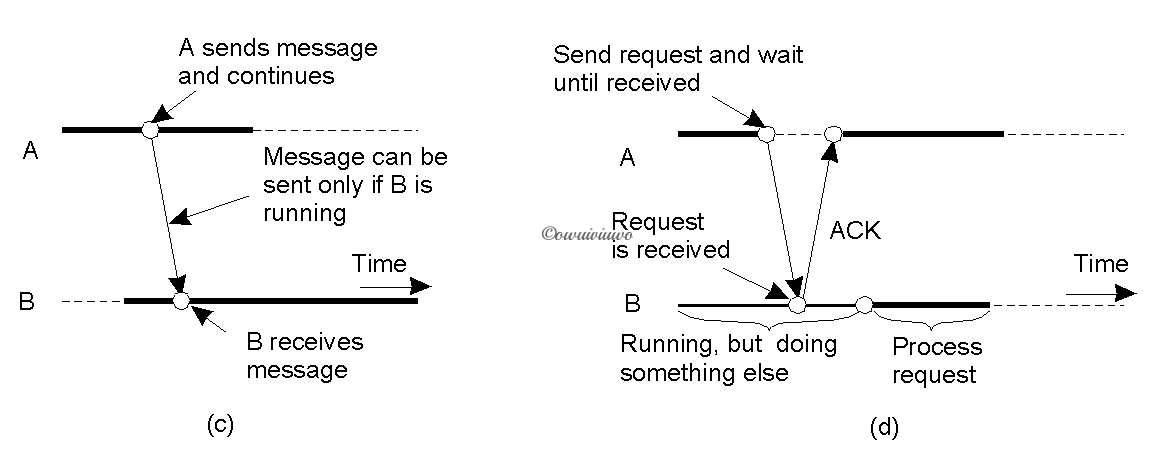 A sends message
and continues
A
Message can be
sent only if B is
running
Time
B
B receives
message
(c)
Send request and wait
until received
A
Request
is received
ACK
©owuiviuwo
Time
B
Running, but doing
something else
Process
request
(d)